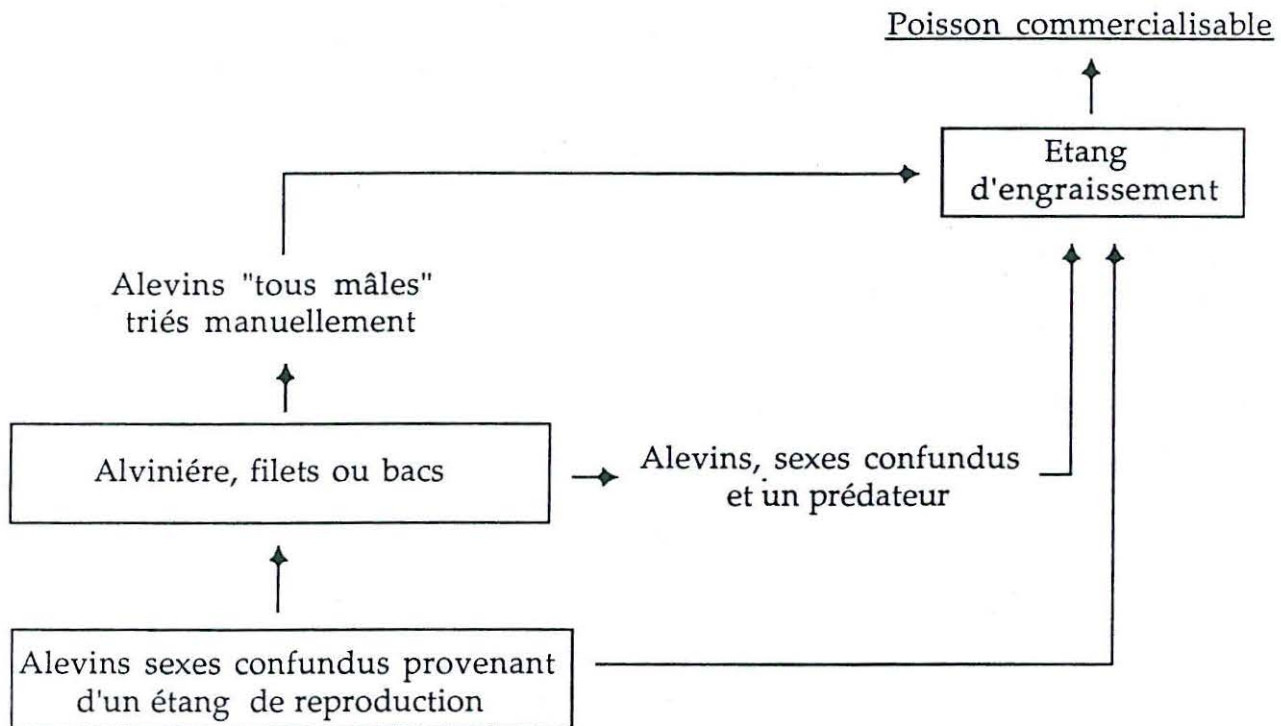 Poisson commercialisable
Etang
d'engraissement
Alevins "tous mâles"
triés manuellement
Alviniére, filets ou bacs
Alevins, sexes confundus
et un prédateur
Alevins sexes confundus provenant
d'un étang de reproduction